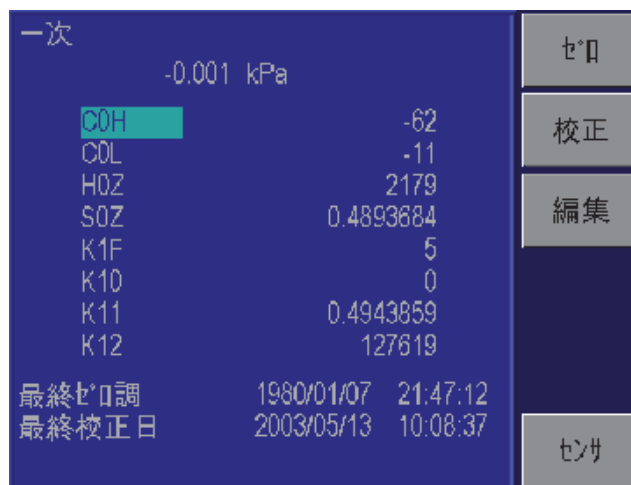 一次
-0.001 kPa
C0H -62
C0L -11
H0Z 2179
S0Z 0.4893684
K1F 5
K10 0
K11 0.4943859
K12 127619
最終ｾﾞﾛ調 1980/01/07 21:47:12
最終校正日 2003/05/13 10:08:37
ｾﾞﾛ
校正
編集
ｾﾝｻ